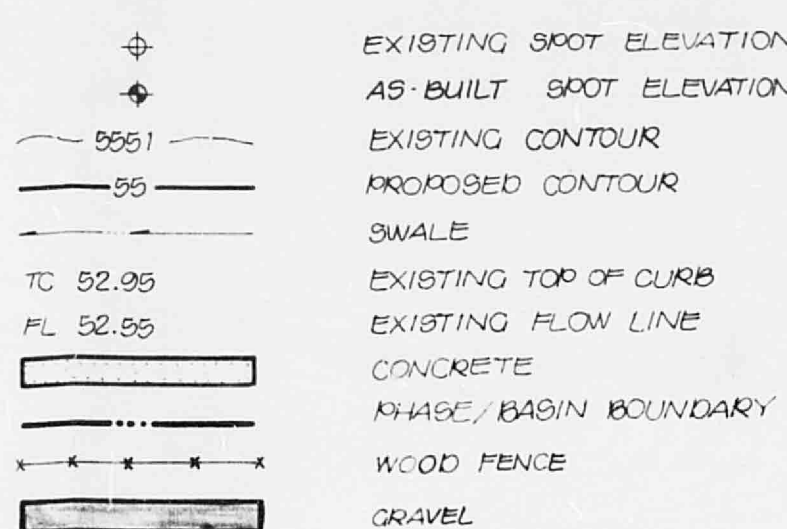 EXISTING SPOT ELEVATION
AS-BUILT SPOT ELEVATION
5551 EXISTING CONTOUR
55 PROPOSED CONTOUR
SWALE
TC 52.95 EXISTING TOP OF CURB
FL 52.55 EXISTING FLOW LINE
CONCRETE
PHASE/BASIN BOUNDARY
WOOD FENCE
GRAVEL